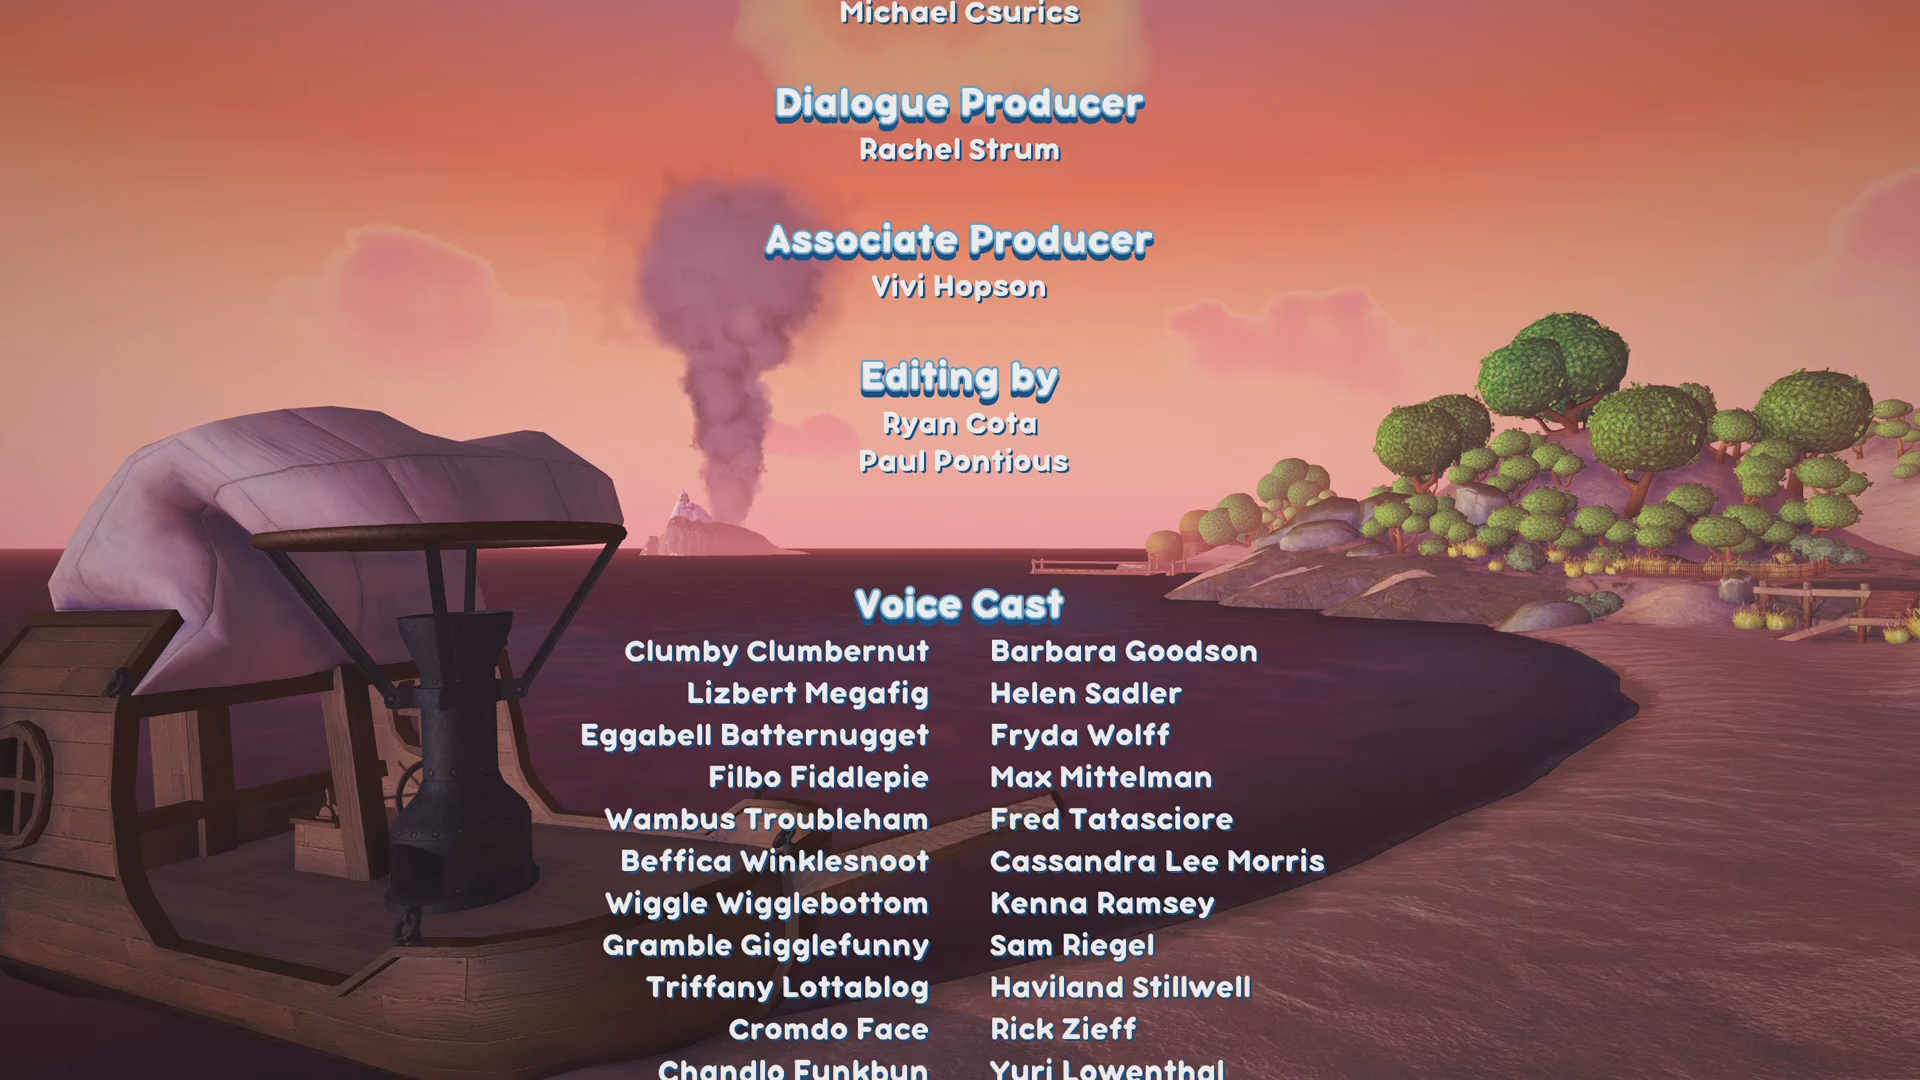 Michael Csurics
Dialogue Producer
Rachel Strum
Associate Producer
Vivi Hopson
Editing by
Ryan Cota
Paul Pontious
Voice Cast
Clumby Clumbernut Barbara Goodson
Lizbert Megafig Helen Sadler
Eggabell Batternugget Fryda Wolff
Filbo Fiddlepie Max Mittelman
Wambus Troubleham Fred Tatasciore
Beffica Winklesnoot Cassandra Lee Morris
Wiggle Wigglebottom Kenna Ramsey
Gramble Gigglefunny Sam Riegel
Triffany Lottablog Haviland Stillwell
Cromdo Face Rick Zieff
Chandlo Funkbun Yuri Lowenthal